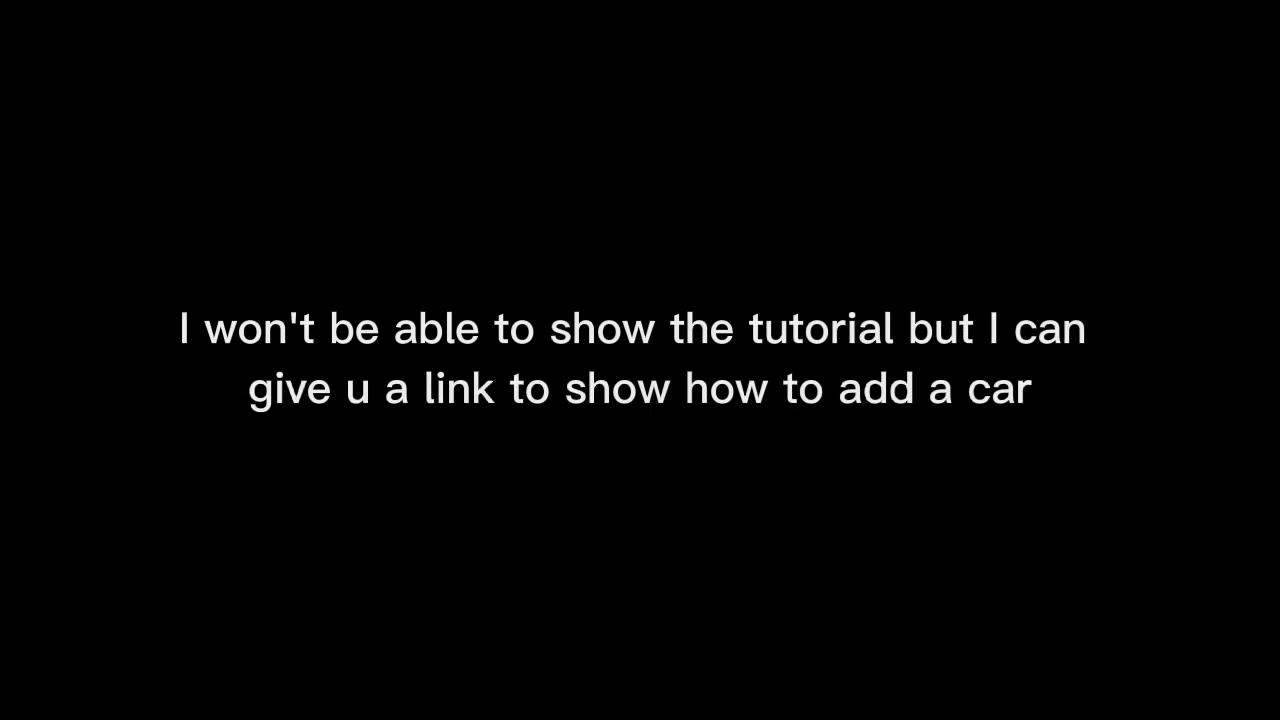 I won't be able to show the tutorial but I can
give u a link to show how to add a car